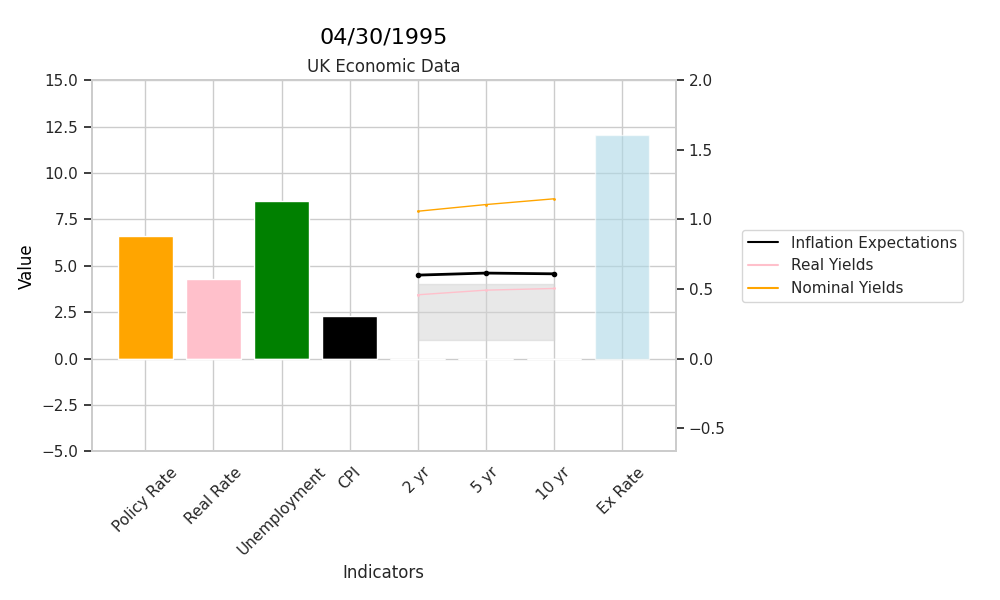 04/30/1995
UK Economic Data
15.0
12.5
10.0
7.5
5.0
2.5
0.0
−2.5
−5.0
Value
2.0
1.5
1.0
0.5
0.0
−0.5
Inflation Expectations
Real Yields
Nominal Yields
Policy Rate
Real Rate
Unemployment
CPI
2 yr
5 yr
10 yr
Ex Rate
Indicators